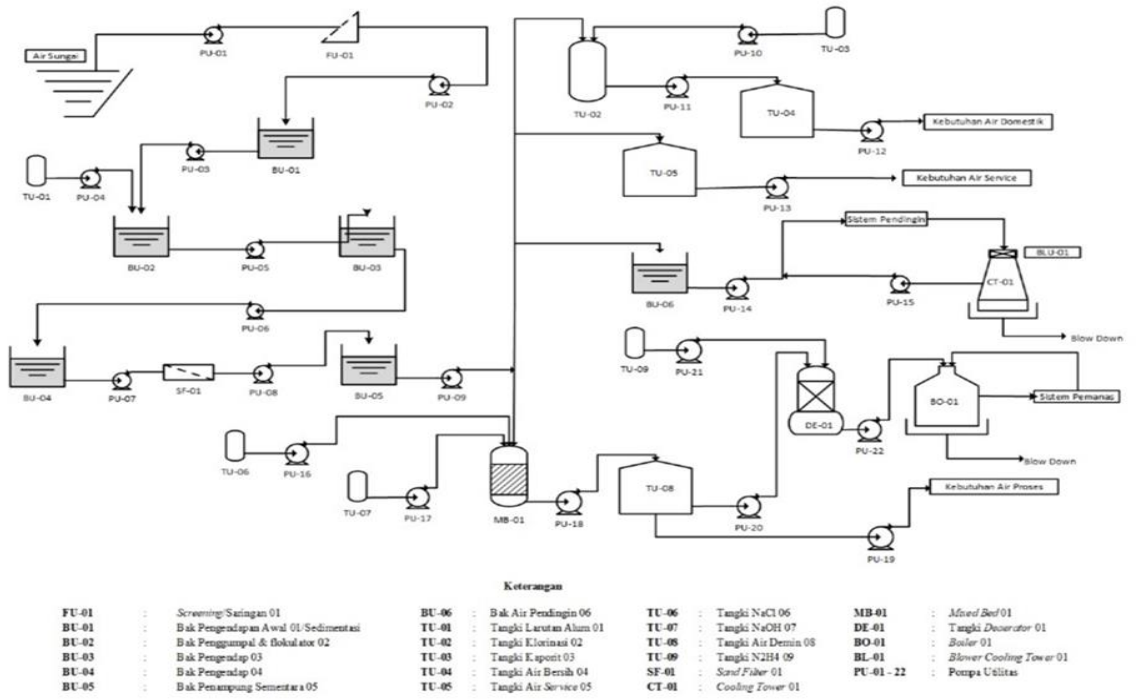 PU-01
FU-01
PU-10
TU-03
Air Sungai
PU-02
TU-02
PU-11
TU-04
Kebutuhan Air Domestik
PU-12
PU-03
BU-01
TU-01
PU-04
TU-05
PU-13
Kebutuhan Air Service
BU-02
PU-05
BU-03
Sistem Pendingin
BLU-01
CT-01
BU-06
PU-14
PU-15
PU-06
Blow Down
BU-04
PU-07
SF-01
PU-08
BU-05
PU-09
TU-09
PU-21
DE-01
PU-22
BO-01
Sistem Pemanas
Blow Down
TU-06
PU-16
TU-07
PU-17
MB-01
PU-18
TU-08
PU-20
Kebutuhan Air Proses
PU-19
Keterangan
FU-01 : Screening/Saringan 01
BU-01 : Bak Pengendapan Awal 01/Sedimentasi
BU-02 : Bak Penggumpal & flokulator 02
BU-03 : Bak Pengendap 03
BU-04 : Bak Pengendap 04
BU-05 : Bak Penampung Sementara 05
BU-06 : Bak Air Pendingin 06
TU-01 : Tangki Larutan Alum 01
TU-02 : Tangki Klorinasi 02
TU-03 : Tangki Kaporit 03
TU-04 : Tangki Air Bersih 04
TU-05 : Tangki Air Service 05
TU-06 : Tangki NaCl 06
TU-07 : Tangki NaOH 07
TU-08 : Tangki Air Demin 08
TU-09 : Tangki N2H4 09
SF-01 : Sand Filter 01
CT-01 : Cooling Tower 01
MB-01 : Mixed Bed 01
DE-01 : Tangki Deaerator 01
BO-01 : Boiler 01
BL-01 : Blower Cooling Tower 01
PU-01 - 22 : Pompa Utilitas